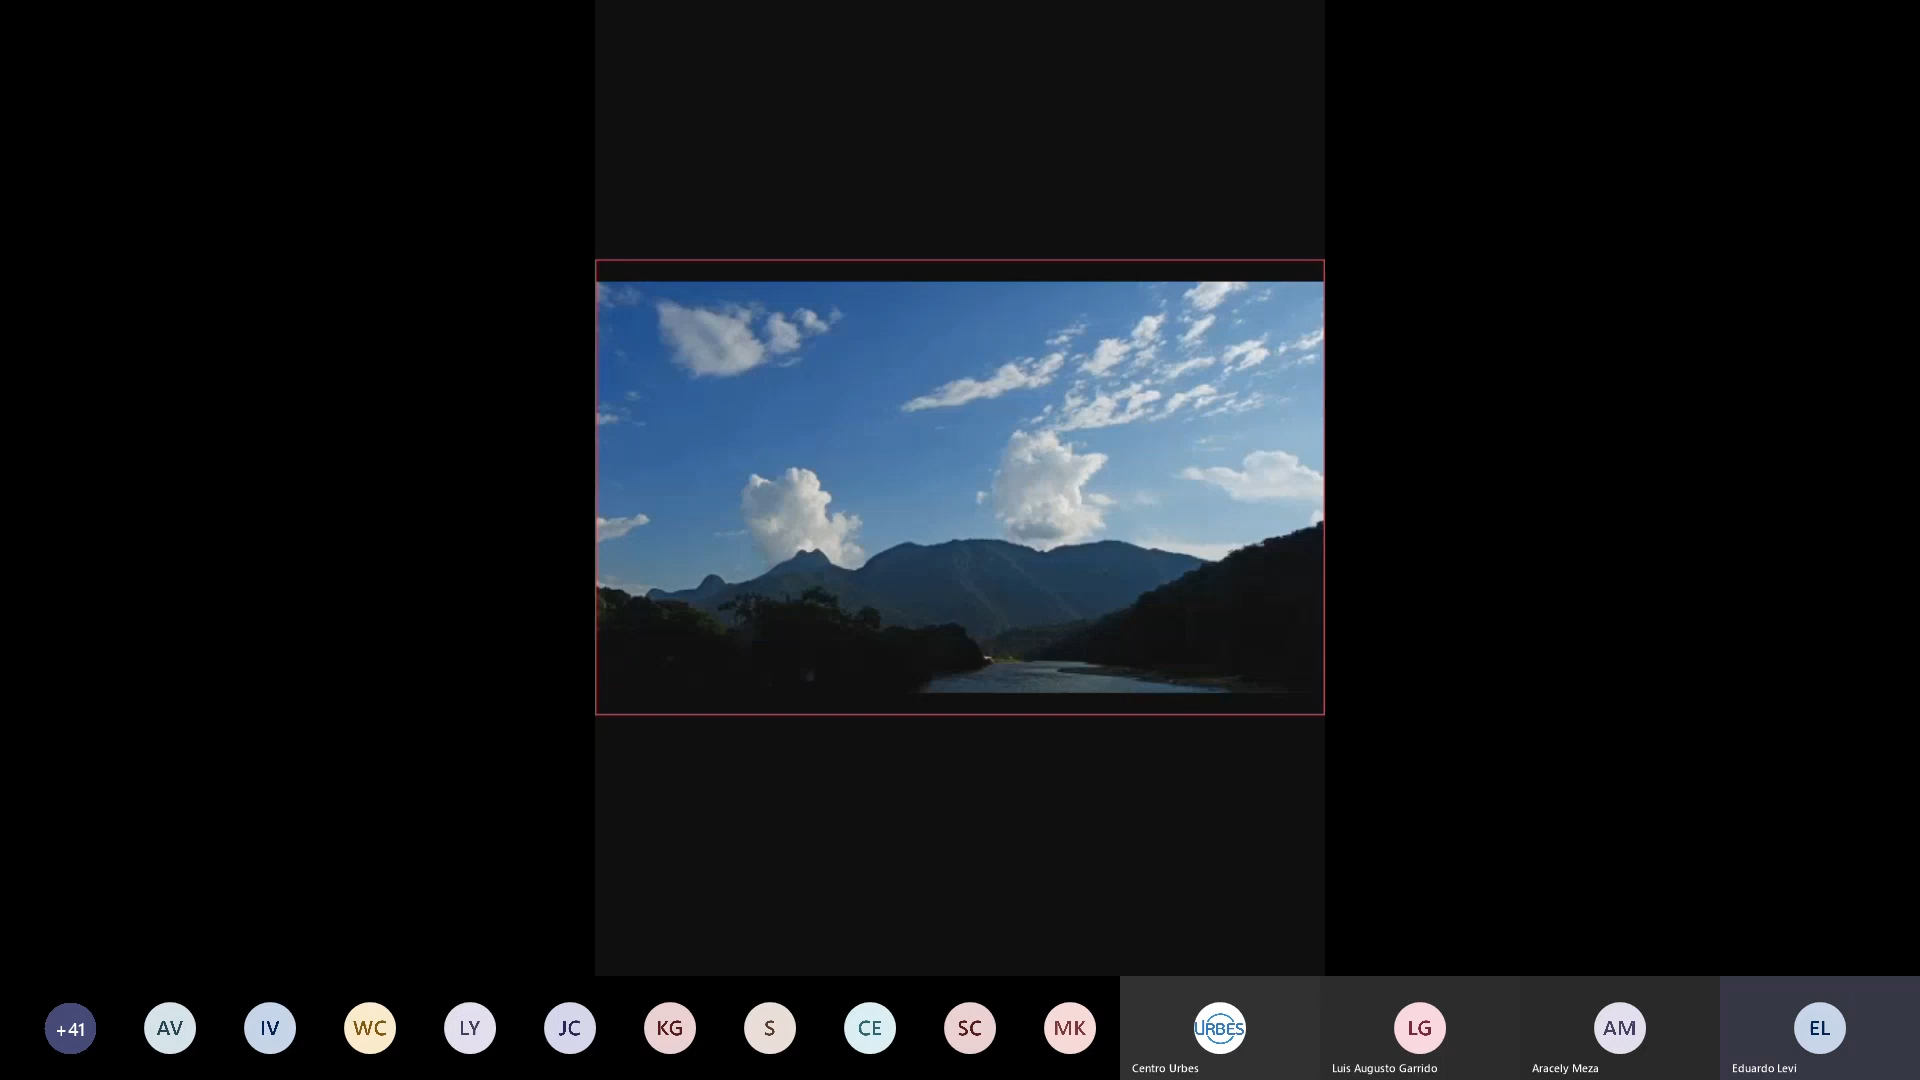 +41
AV
IV
WC
LY
JC
KG
S
CE
SC
MK
URBES
LG
AM
EL
Centro Urbes
Luis Augusto Garrido
Aracely Meza
Eduardo Levi